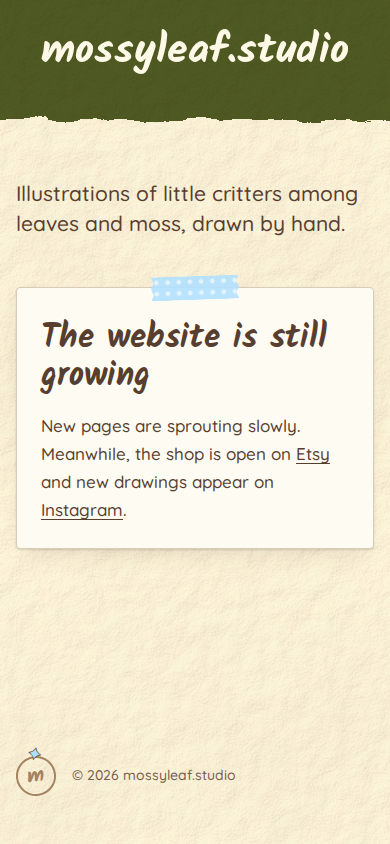 mossyleaf.studio
Illustrations of little critters among
leaves and moss, drawn by hand.
The website is still
growing
New pages are sprouting slowly.
Meanwhile, the shop is open on Etsy
and new drawings appear on
Instagram.
m
© 2026 mossyleaf.studio